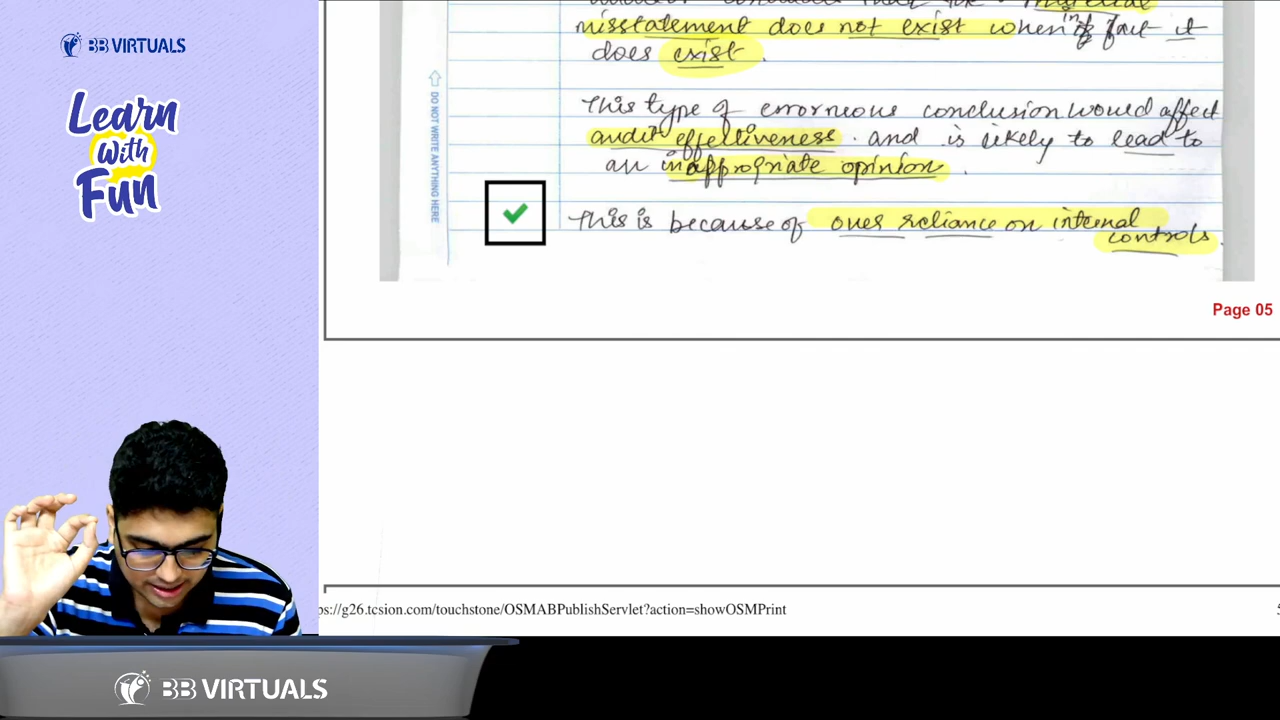 BB VIRTUALS
Learn
With
Fun
misstatement does not exist when in fact it
does exist.
DO NOT WRITE ANYTHING HERE
This type of enorneous conclusion would affect
audit effectiveness. and is likely to lead to
an inappropriate opinion.
This is because of over reliance on internal
controls.
Page 05
ps://g26.tcsion.com/touchstone/OSMABPublishServlet?action=showOSMPrint
BB VIRTUALS